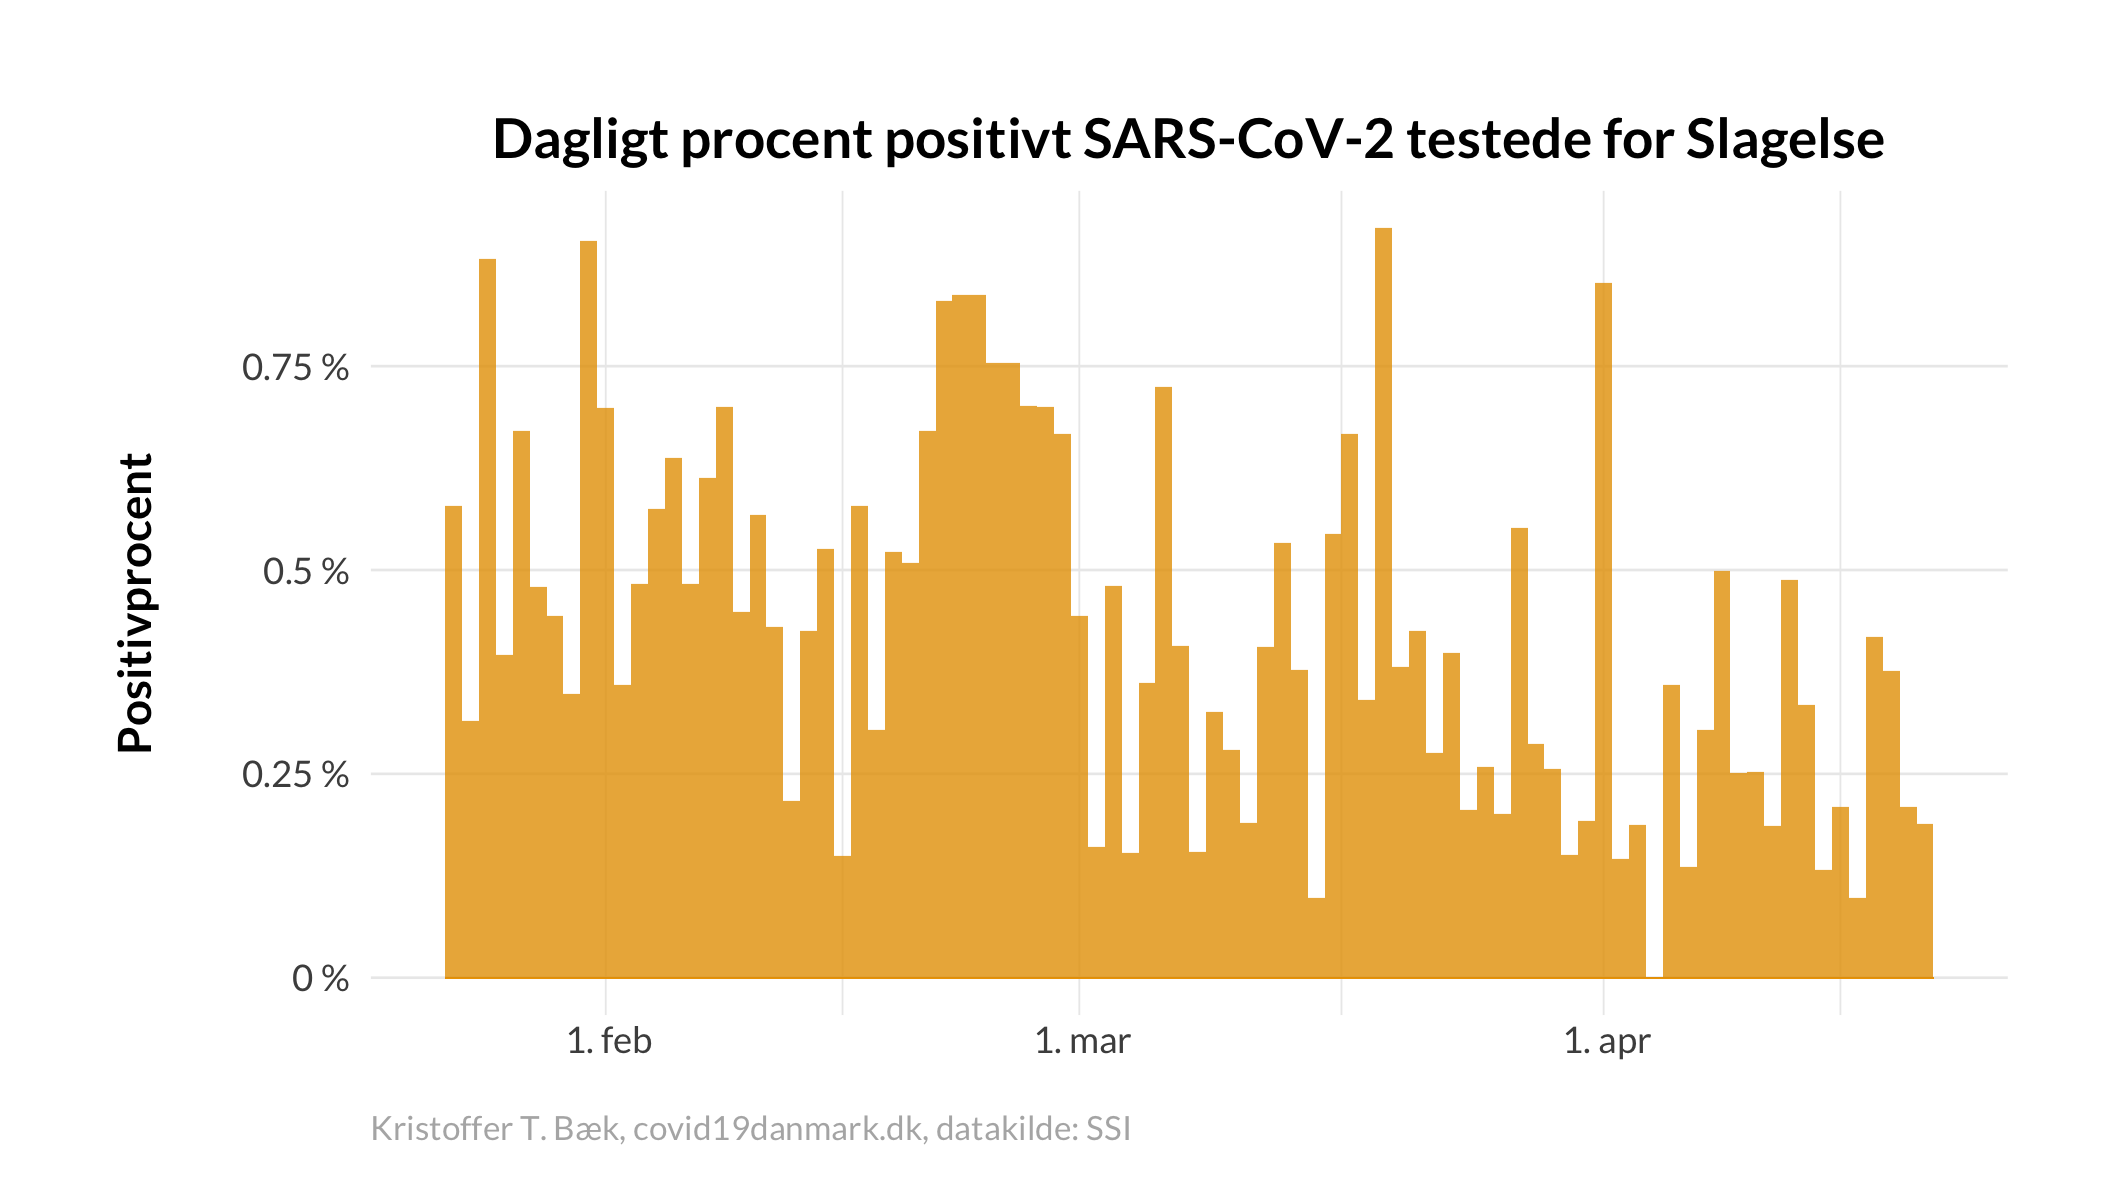 Dagligt procent positivt SARS-CoV-2 testede for Slagelse
Positivprocent
0.75 %
0.5 %
0.25 %
0 %
1. feb
1. mar
1. apr
Kristoffer T. Bæk, covid19danmark.dk, datakilde: SSI